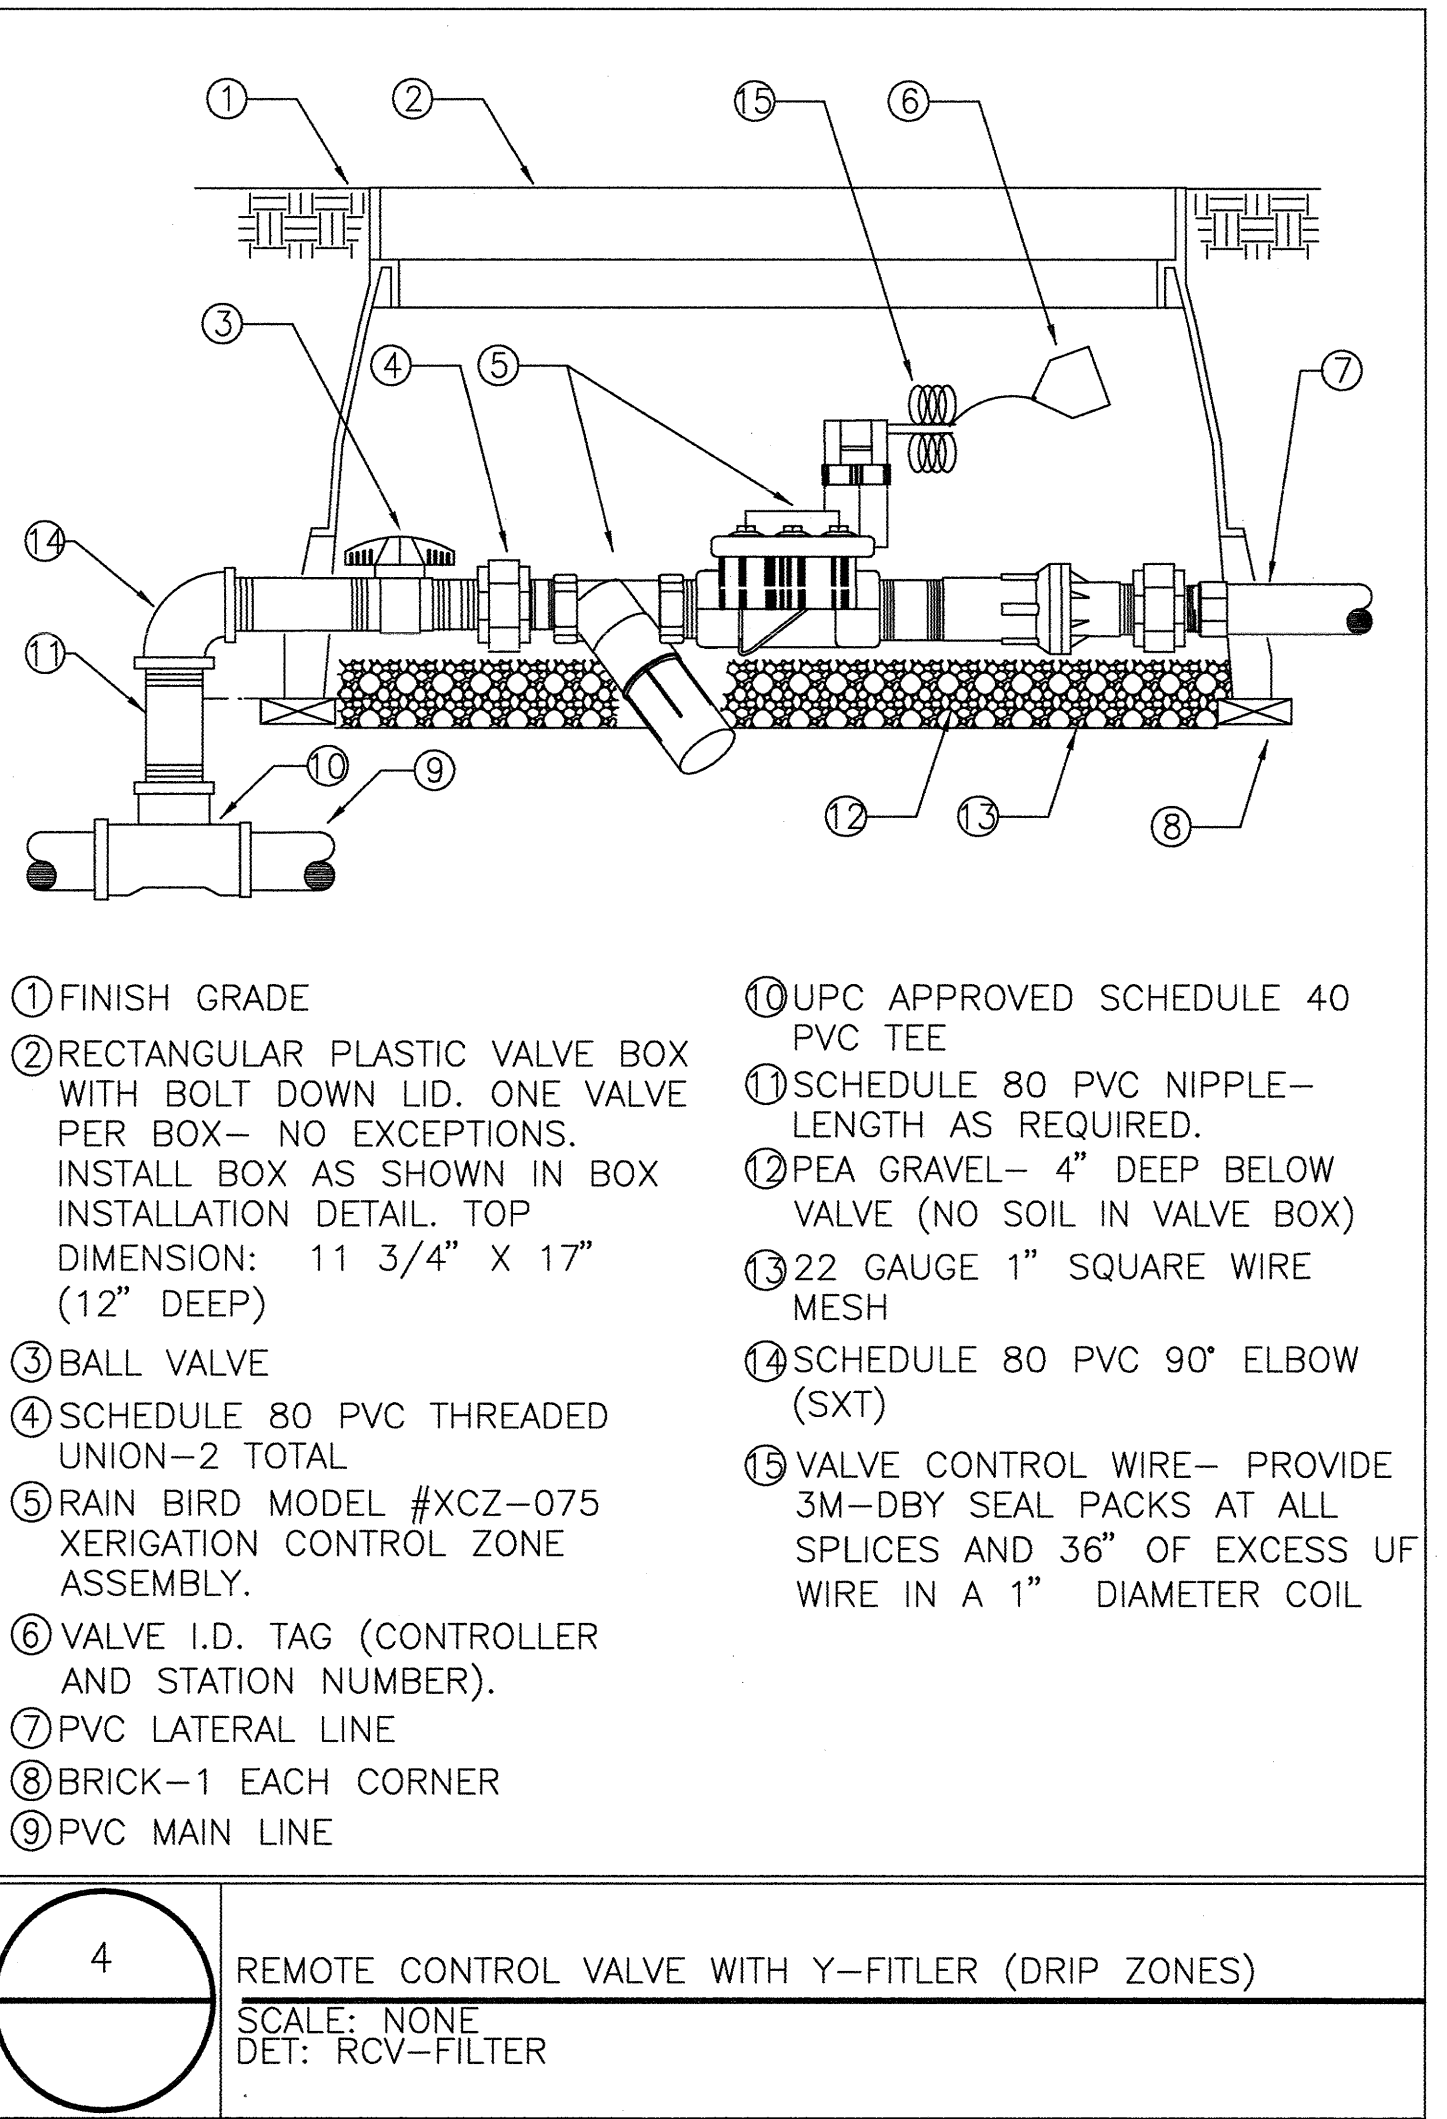 1
2
15
6
3
4
5
7
14
11
10
9
12
13
8
1 FINISH GRADE
2 RECTANGULAR PLASTIC VALVE BOX
WITH BOLT DOWN LID. ONE VALVE
PER BOX– NO EXCEPTIONS.
INSTALL BOX AS SHOWN IN BOX
INSTALLATION DETAIL. TOP
DIMENSION: 11 3/4” X 17”
(12” DEEP)
3 BALL VALVE
4 SCHEDULE 80 PVC THREADED
UNION–2 TOTAL
5 RAIN BIRD MODEL #XCZ–075
XERIGATION CONTROL ZONE
ASSEMBLY.
6 VALVE I.D. TAG (CONTROLLER
AND STATION NUMBER).
7 PVC LATERAL LINE
8 BRICK–1 EACH CORNER
9 PVC MAIN LINE
10 UPC APPROVED SCHEDULE 40
PVC TEE
11 SCHEDULE 80 PVC NIPPLE–
LENGTH AS REQUIRED.
12 PEA GRAVEL– 4” DEEP BELOW
VALVE (NO SOIL IN VALVE BOX)
13 22 GAUGE 1” SQUARE WIRE
MESH
14 SCHEDULE 80 PVC 90° ELBOW
(SXT)
15 VALVE CONTROL WIRE– PROVIDE
3M–DBY SEAL PACKS AT ALL
SPLICES AND 36” OF EXCESS UF
WIRE IN A 1” DIAMETER COIL
4
REMOTE CONTROL VALVE WITH Y–FITLER (DRIP ZONES)
SCALE: NONE
DET: RCV–FILTER